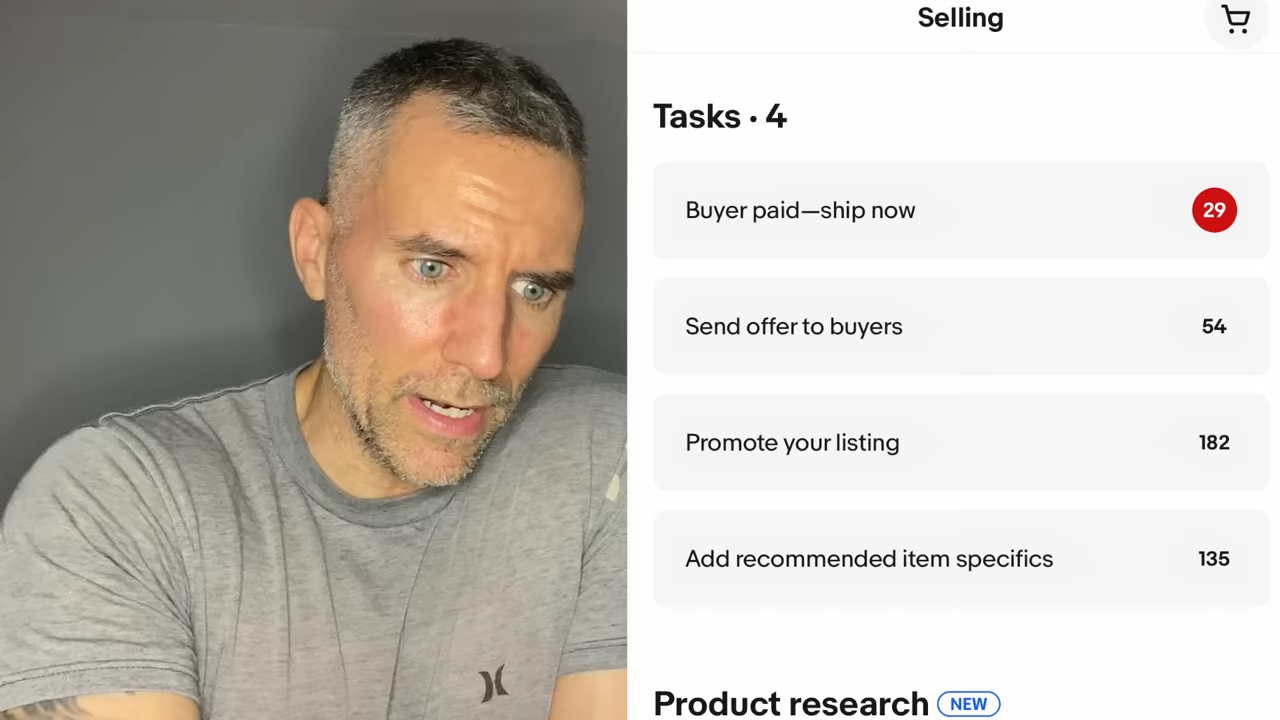 Selling
Tasks · 4
Buyer paid—ship now
29
Send offer to buyers
54
Promote your listing
182
Add recommended item specifics
135
Product research NEW